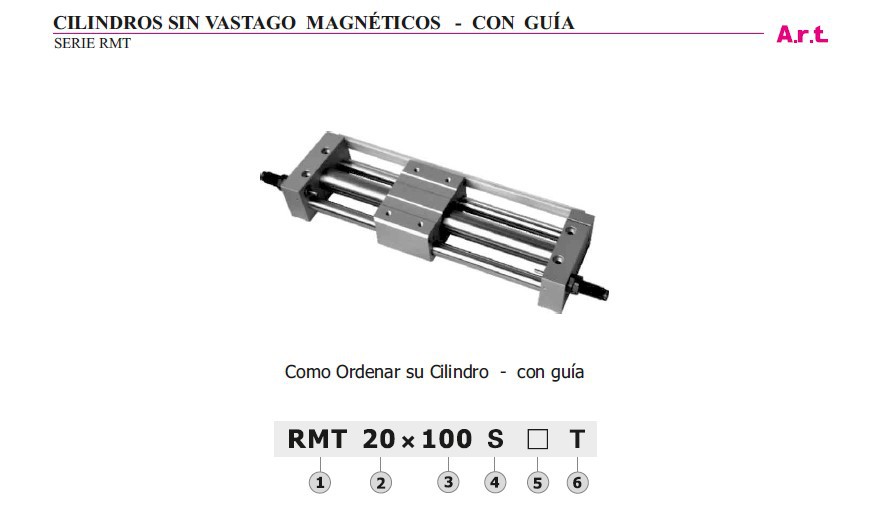 CILINDROS SIN VASTAGO MAGNÉTICOS - CON GUÍA
SERIE RMT
A.r.t.
Como Ordenar su Cilindro - con guía
RMT 20 × 100 S □ T
1 2 3 4 5 6